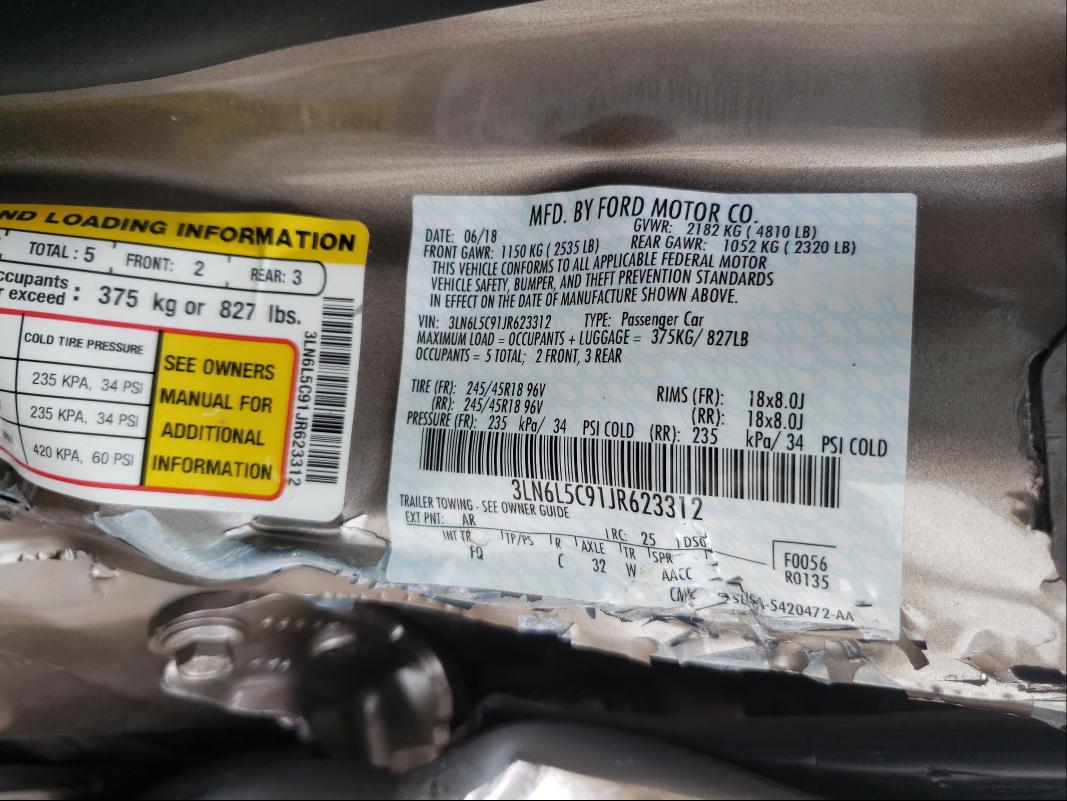 ND LOADING INFORMATION
TOTAL : 5 FRONT: 2 REAR: 3
ccupants
r exceed : 375 kg or 827 lbs.
COLD TIRE PRESSURE
235 KPA, 34 PSI
235 KPA, 34 PSI
420 KPA, 60 PSI
SEE OWNERS
MANUAL FOR
ADDITIONAL
INFORMATION
3LN6L5C91JR623312
MFD. BY FORD MOTOR CO.
DATE: 06/18 GVWR: 2182 KG ( 4810 LB)
FRONT GAWR: 1150 KG ( 2535 LB) REAR GAWR: 1052 KG ( 2320 LB)
THIS VEHICLE CONFORMS TO ALL APPLICABLE FEDERAL MOTOR
VEHICLE SAFETY, BUMPER, AND THEFT PREVENTION STANDARDS
IN EFFECT ON THE DATE OF MANUFACTURE SHOWN ABOVE.
VIN: 3LN6L5C91JR623312 TYPE: Passenger Car
MAXIMUM LOAD = OCCUPANTS + LUGGAGE = 375KG/ 827LB
OCCUPANTS = 5 TOTAL; 2 FRONT, 3 REAR
TIRE (FR): 245/45R18 96V RIMS (FR): 18x8.0J
(RR): 245/45R18 96V (RR): 18x8.0J
PRESSURE (FR): 235 kPa/ 34 PSI COLD (RR): 235 kPa/ 34 PSI COLD
3LN6L5C91JR623312
TRAILER TOWING - SEE OWNER GUIDE
EXT PNT: AR RC: 25 DSO
INT TR TP/PS R AXLE TR SPR
FQ C 32 W AACC
F0056
R0135
5420472-AA